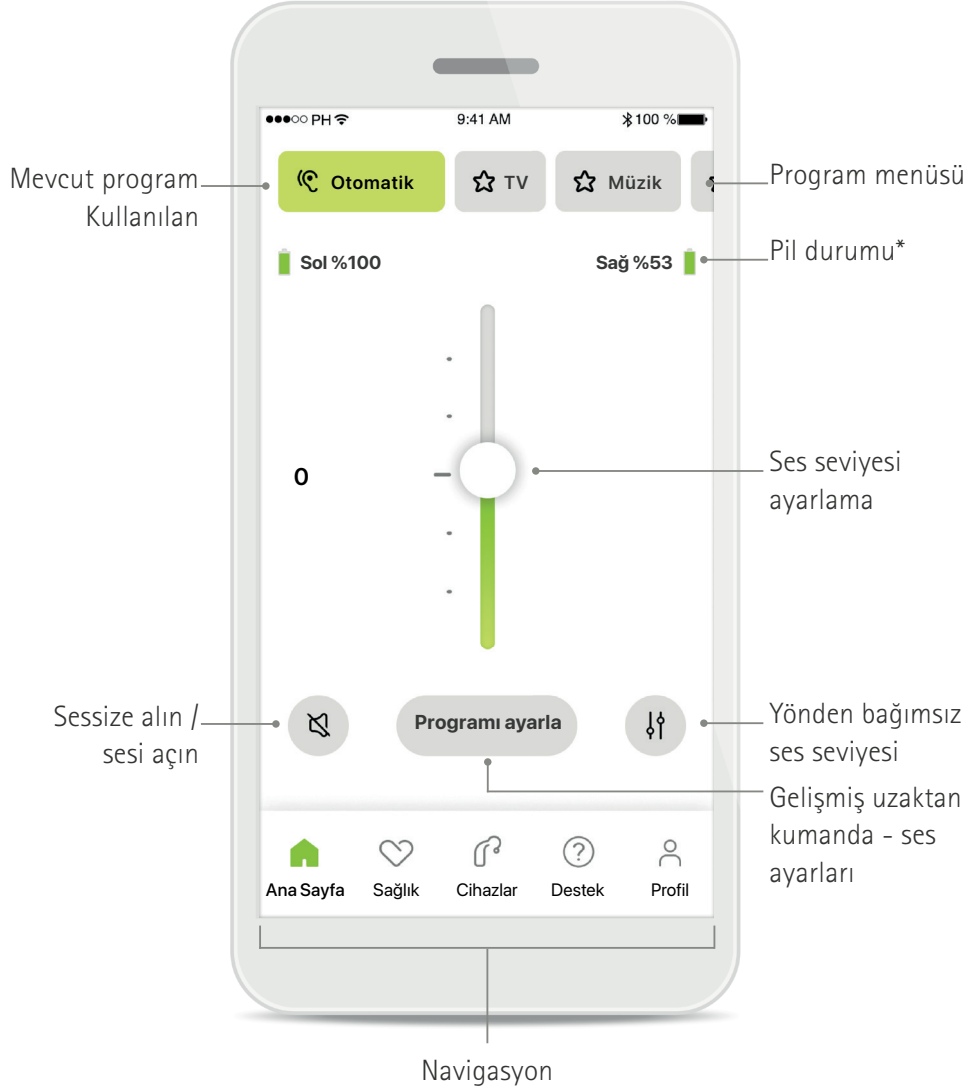 PH 9:41 AM 100 %
Mevcut program
Kullanılan
Otomatik TV Müzik
Program menüsü
Sol %100 Sağ %53
Pil durumu*
0
Ses seviyesi
ayarlama
Sessize alın /
sesi açın
Programı ayarla
Yönden bağımsız
ses seviyesi
Gelişmiş uzaktan
kumanda - ses
ayarları
Ana Sayfa Sağlık Cihazlar Destek Profil
Navigasyon